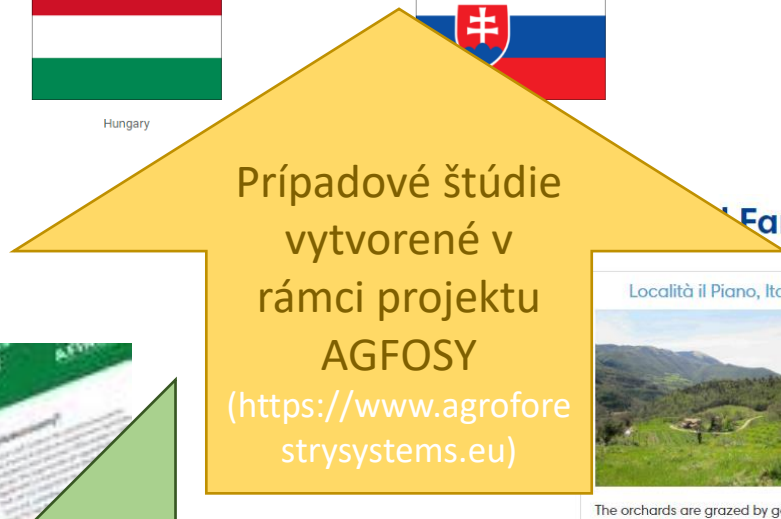 Hungary
Prípadové štúdie
vytvorené v
rámci projektu
AGFOSY
(https://www.agrofore
strysystems.eu)
Località il Piano,
The orchards are grazed by